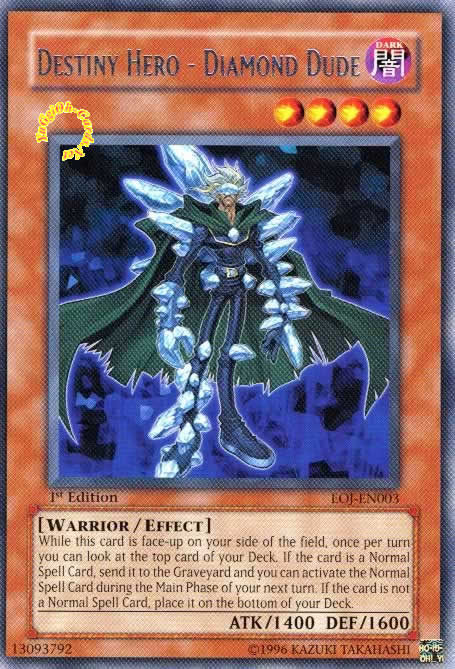 Destiny Hero - Diamond Dude
DARK
闇
YuGgiOh-Cards.Net
1st Edition
EOJ-EN003
[Warrior / Effect]
While this card is face-up on your side of the field, once per turn
you can look at the top card of your Deck. If the card is a Normal
Spell Card, send it to the Graveyard and you can activate the Normal
Spell Card during the Main Phase of your next turn. If the card is not
a Normal Spell Card, place it on the bottom of your Deck.
ATK/1400 DEF/1600
13093792
©1996 KAZUKI TAKAHASHI